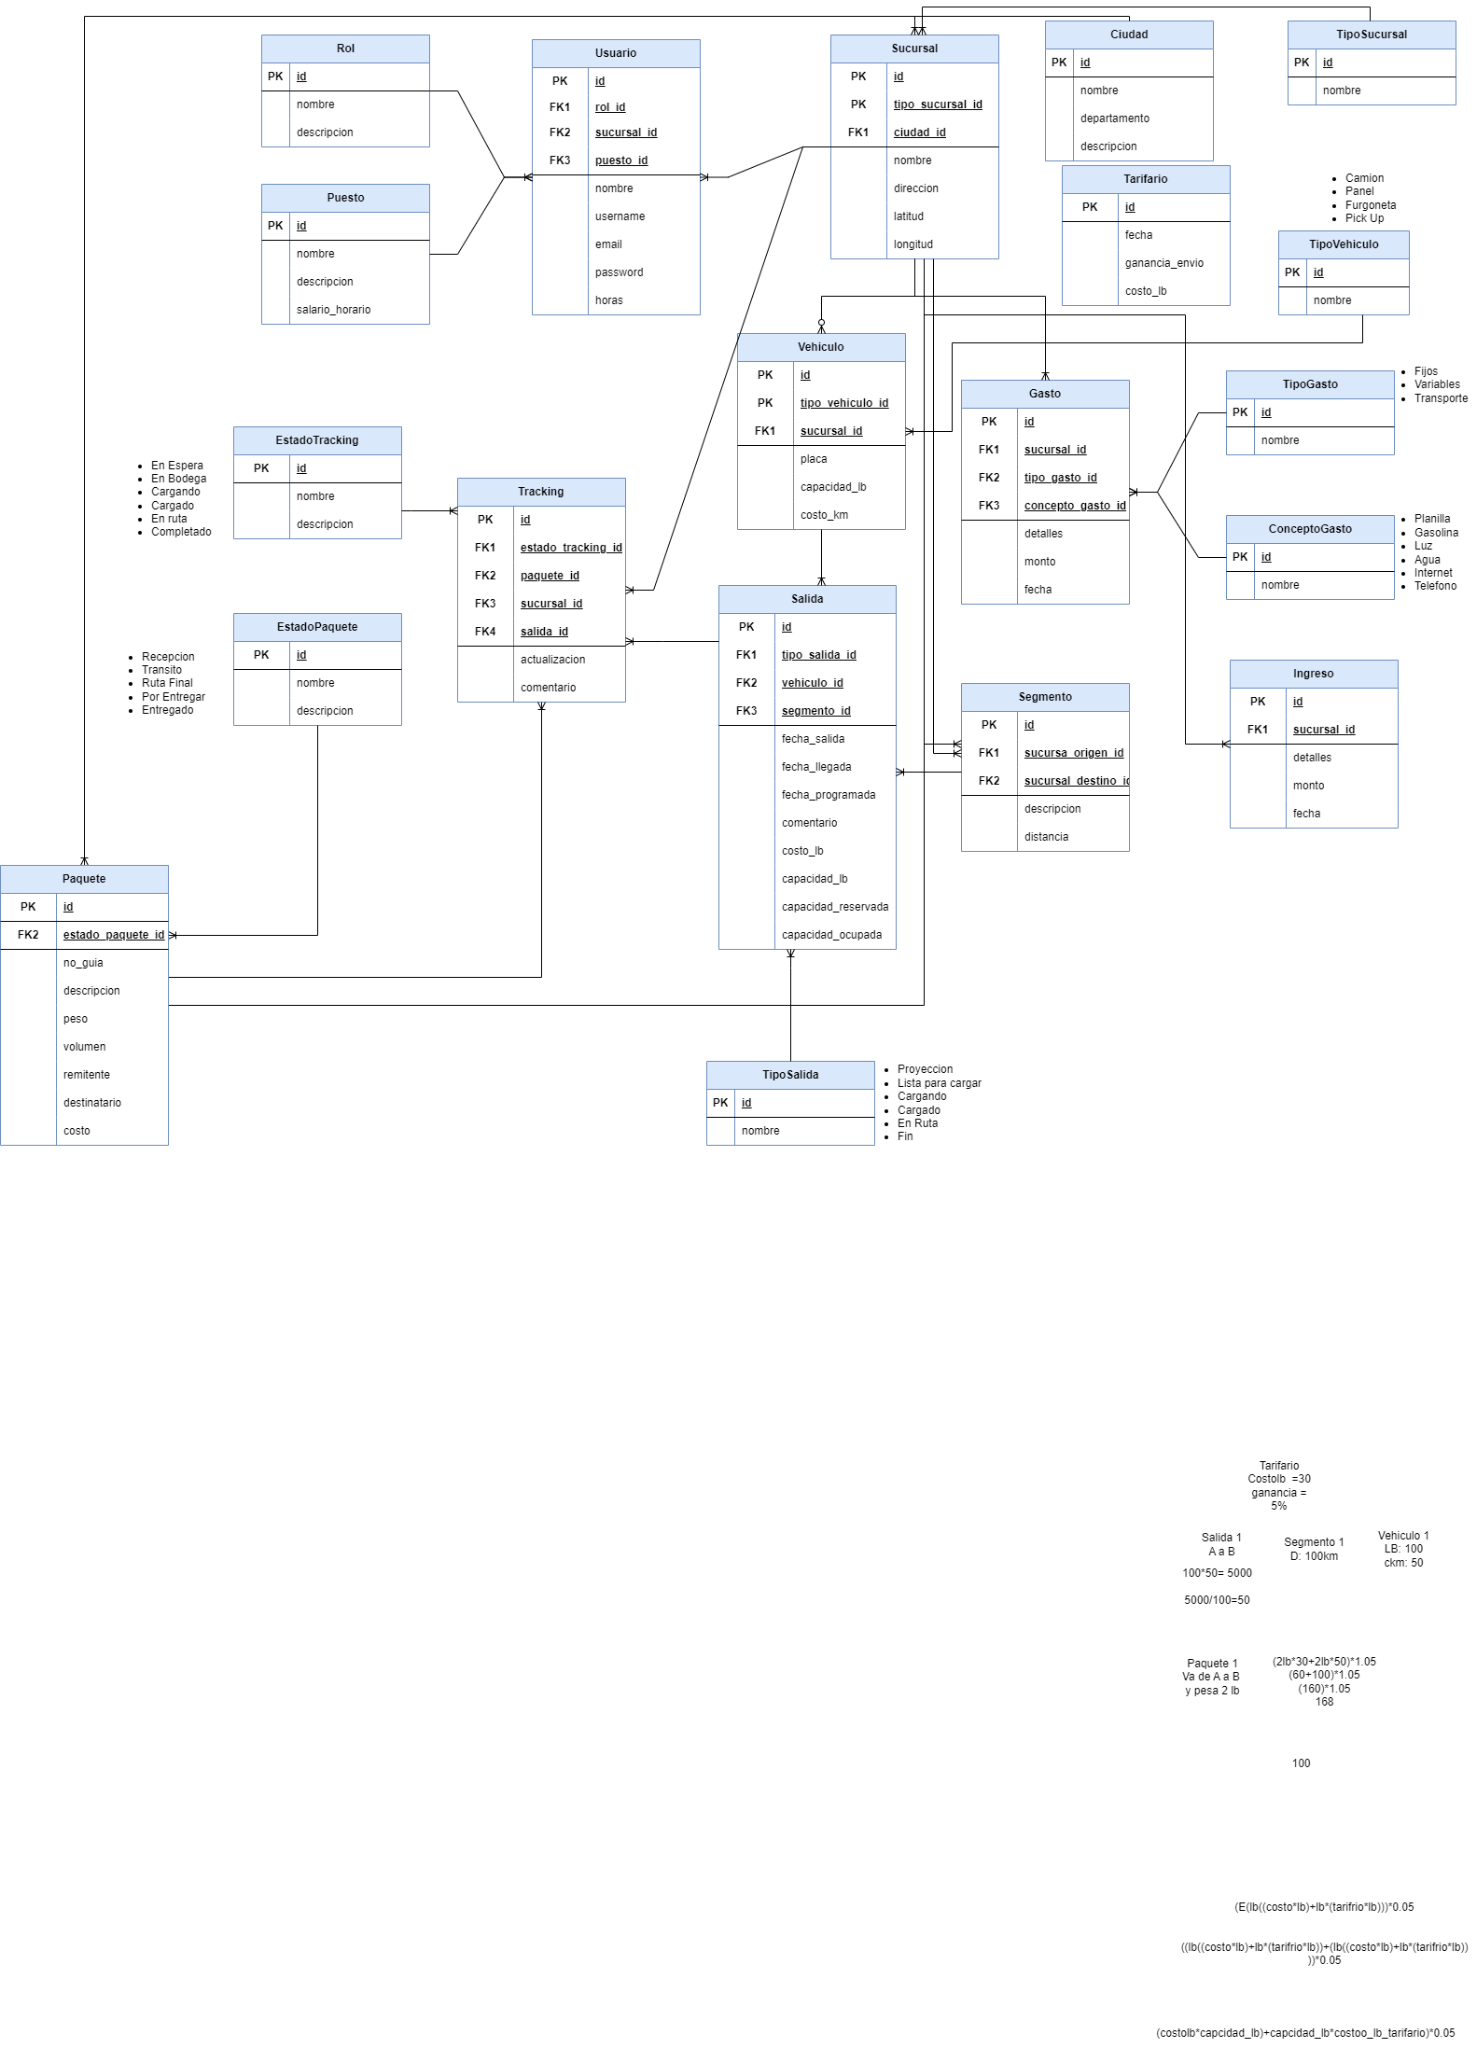 Rol
PK id
nombre
descripcion
Usuario
PK id
FK1 rol_id
FK2 sucursal_id
FK3 puesto_id
nombre
username
email
password
horas
Sucursal
PK id
PK tipo_sucursal_id
FK1 ciudad_id
nombre
direccion
latitud
longitud
Ciudad
PK id
nombre
departamento
descripcion
TipoSucursal
PK id
nombre
Puesto
PK id
nombre
descripcion
salario_horario
Tarifario
PK id
fecha
ganancia_envio
costo_lb
• Camion
• Panel
• Furgoneta
• Pick Up
TipoVehiculo
PK id
nombre
Vehiculo
PK id
PK tipo_vehiculo_id
FK1 sucursal_id
placa
capacidad_lb
costo_km
Gasto
PK id
FK1 sucursal_id
FK2 tipo_gasto_id
FK3 concepto_gasto_id
detalles
monto
fecha
TipoGasto
PK id
nombre
• Fijos
• Variables
• Transporte
ConceptoGasto
PK id
nombre
• Planilla
• Gasolina
• Luz
• Agua
• Internet
• Telefono
• En Espera
• En Bodega
• Cargando
• Cargado
• En ruta
• Completado
EstadoTracking
PK id
nombre
descripcion
Tracking
PK id
FK1 estado_tracking_id
FK2 paquete_id
FK3 sucursal_id
FK4 salida_id
actualizacion
comentario
• Recepcion
• Transito
• Ruta Final
• Por Entregar
• Entregado
EstadoPaquete
PK id
nombre
descripcion
Salida
PK id
FK1 tipo_salida_id
FK2 vehiculo_id
FK3 segmento_id
fecha_salida
fecha_llegada
fecha_programada
comentario
costo_lb
capacidad_lb
capacidad_reservada
capacidad_ocupada
Segmento
PK id
FK1 sucursa_origen_id
FK2 sucursal_destino_id
descripcion
distancia
Ingreso
PK id
FK1 sucursal_id
detalles
monto
fecha
Paquete
PK id
FK2 estado_paquete_id
no_guia
descripcion
peso
volumen
remitente
destinatario
costo
TipoSalida
PK id
nombre
• Proyeccion
• Lista para cargar
• Cargando
• Cargado
• En Ruta
• Fin
Tarifario
Costolb =30
ganancia =
5%
Salida 1
A a B
100*50= 5000
5000/100=50
Segmento 1
D: 100km
Vehiculo 1
LB: 100
ckm: 50
Paquete 1
Va de A a B
y pesa 2 lb
(2lb*30+2lb*50)*1.05
(60+100)*1.05
(160)*1.05
168
100
(E(lb((costo*lb)+lb*(tarifrio*lb)))*0.05
((lb((costo*lb)+lb*(tarifrio*lb))+(lb((costo*lb)+lb*(tarifrio*lb))
))*0.05
(costolb*capcidad_lb)+capcidad_lb*costoo_lb_tarifario)*0.05